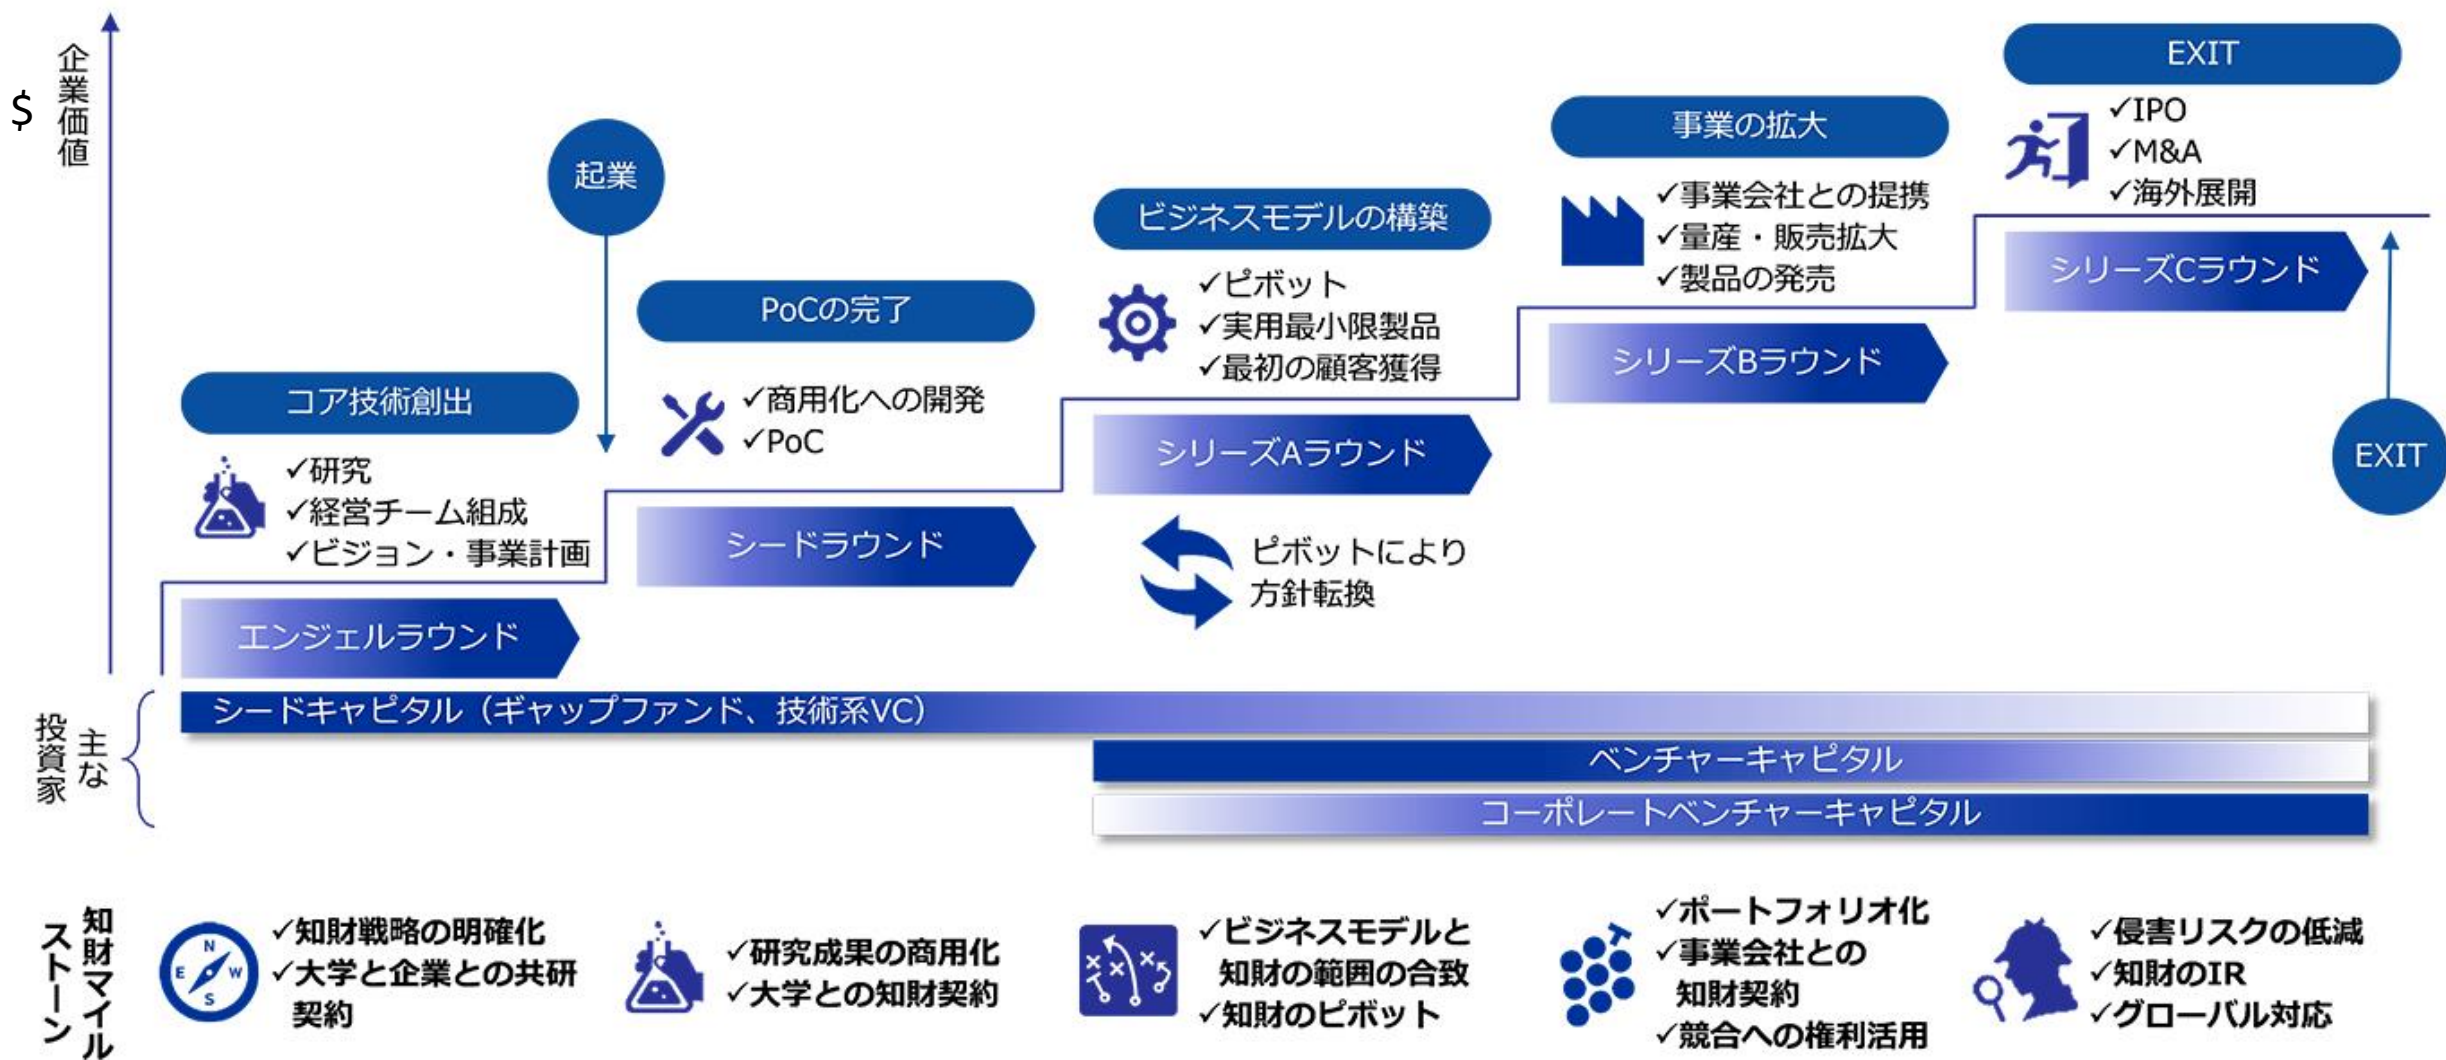 $
企業価値
起業
コア技術創出
✓研究
✓経営チーム組成
✓ビジョン・事業計画
エンジェルラウンド
PoCの完了
✓商用化への開発
✓PoC
シードラウンド
ビジネスモデルの構築
✓ピボット
✓実用最小限製品
✓最初の顧客獲得
シリーズAラウンド
ピボットにより
方針転換
事業の拡大
✓事業会社との提携
✓量産・販売拡大
✓製品の発売
シリーズBラウンド
EXIT
✓IPO
✓M&A
✓海外展開
シリーズCラウンド
EXIT
主な
投資家
シードキャピタル（ギャップファンド、技術系VC）
ベンチャーキャピタル
コーポレートベンチャーキャピタル
知財マイル
ストーン
N
E W
S
✓知財戦略の明確化
✓大学と企業との共研
契約
✓研究成果の商用化
✓大学との知財契約
✓ビジネスモデルと
知財の範囲の合致
✓知財のピボット
✓ポートフォリオ化
✓事業会社との
知財契約
✓競合への権利活用
✓侵害リスクの低減
✓知財のIR
✓グローバル対応